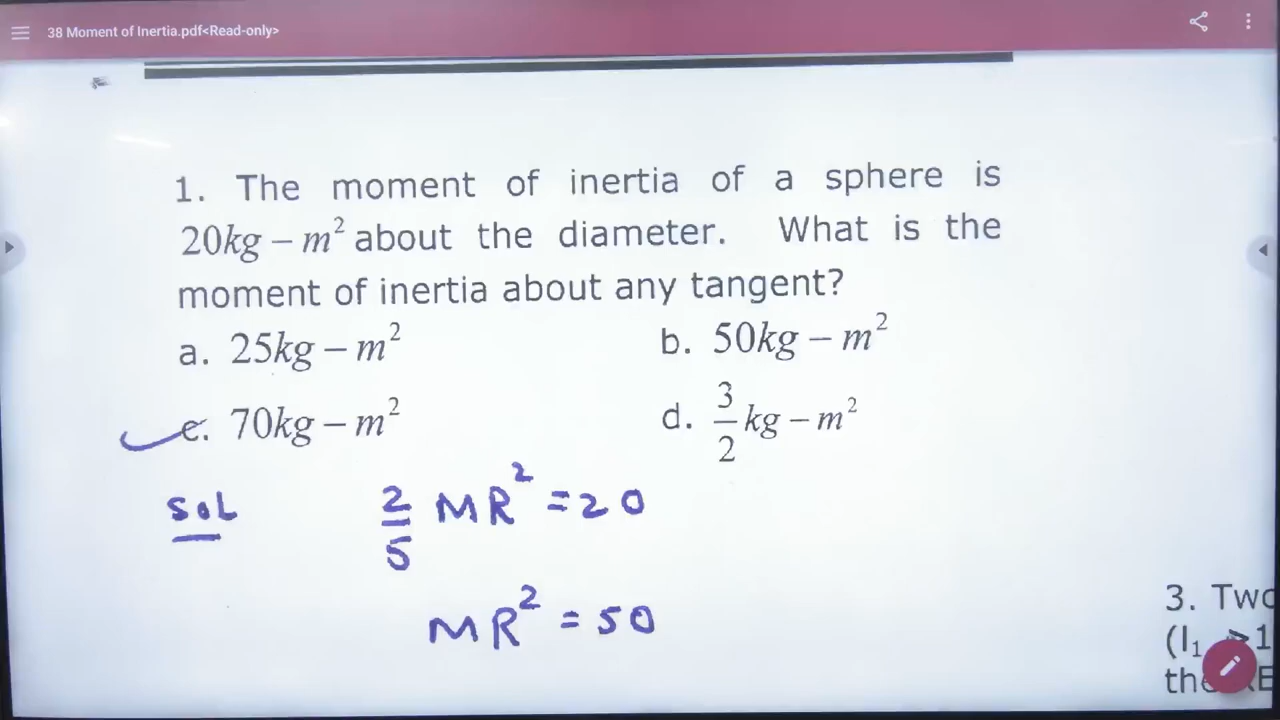 38 Moment of Inertia.pdf<Read-only>
1. The moment of inertia of a sphere is
20kg – m² about the diameter. What is the
moment of inertia about any tangent?
a. 25kg – m²
b. 50kg – m²
c. 70kg – m²
d. 3/2 kg – m²
SOL
2/5 MR² = 20
MR² = 50
3. Two
(I₁ >1
the